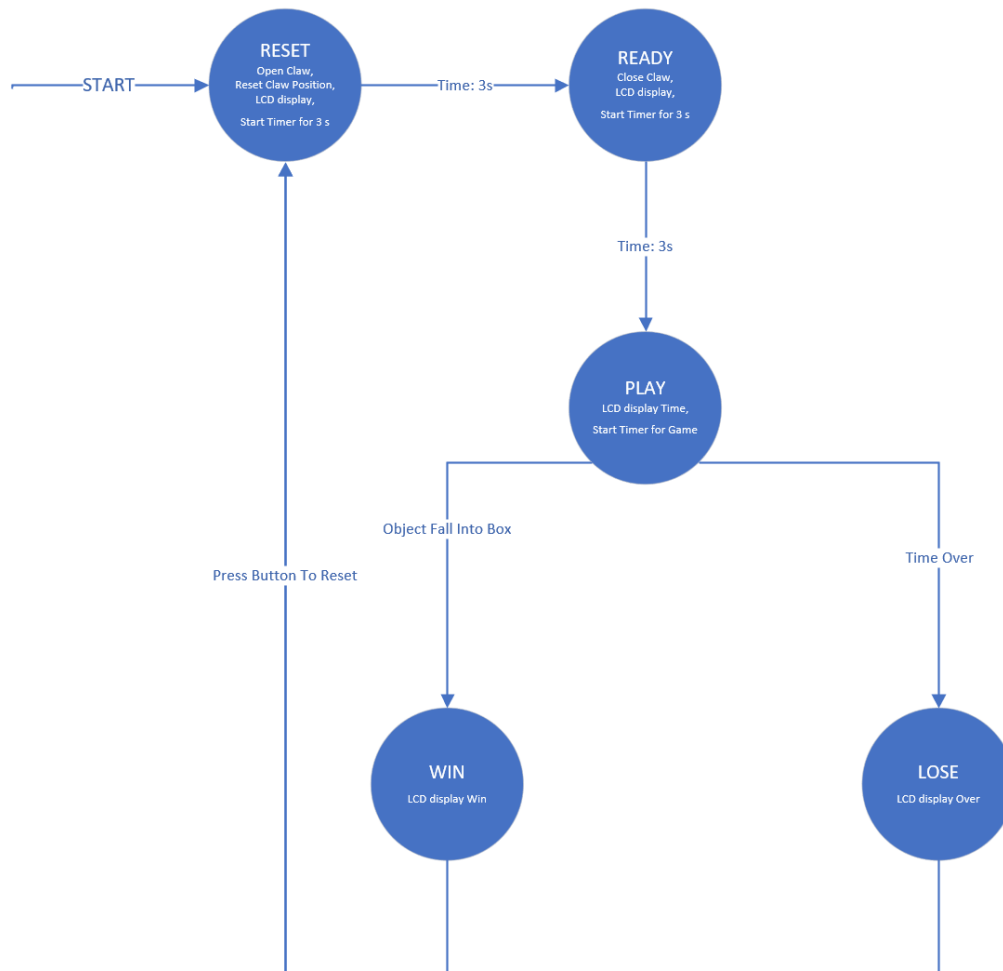 START
RESET
Open Claw,
Reset Claw Position,
LCD display,
Start Timer for 3 s
Time: 3s
READY
Close Claw,
LCD display,
Start Timer for 3 s
Time: 3s
PLAY
LCD display Time,
Start Timer for Game
Object Fall Into Box
Time Over
Press Button To Reset
WIN
LCD display Win
LOSE
LCD display Over